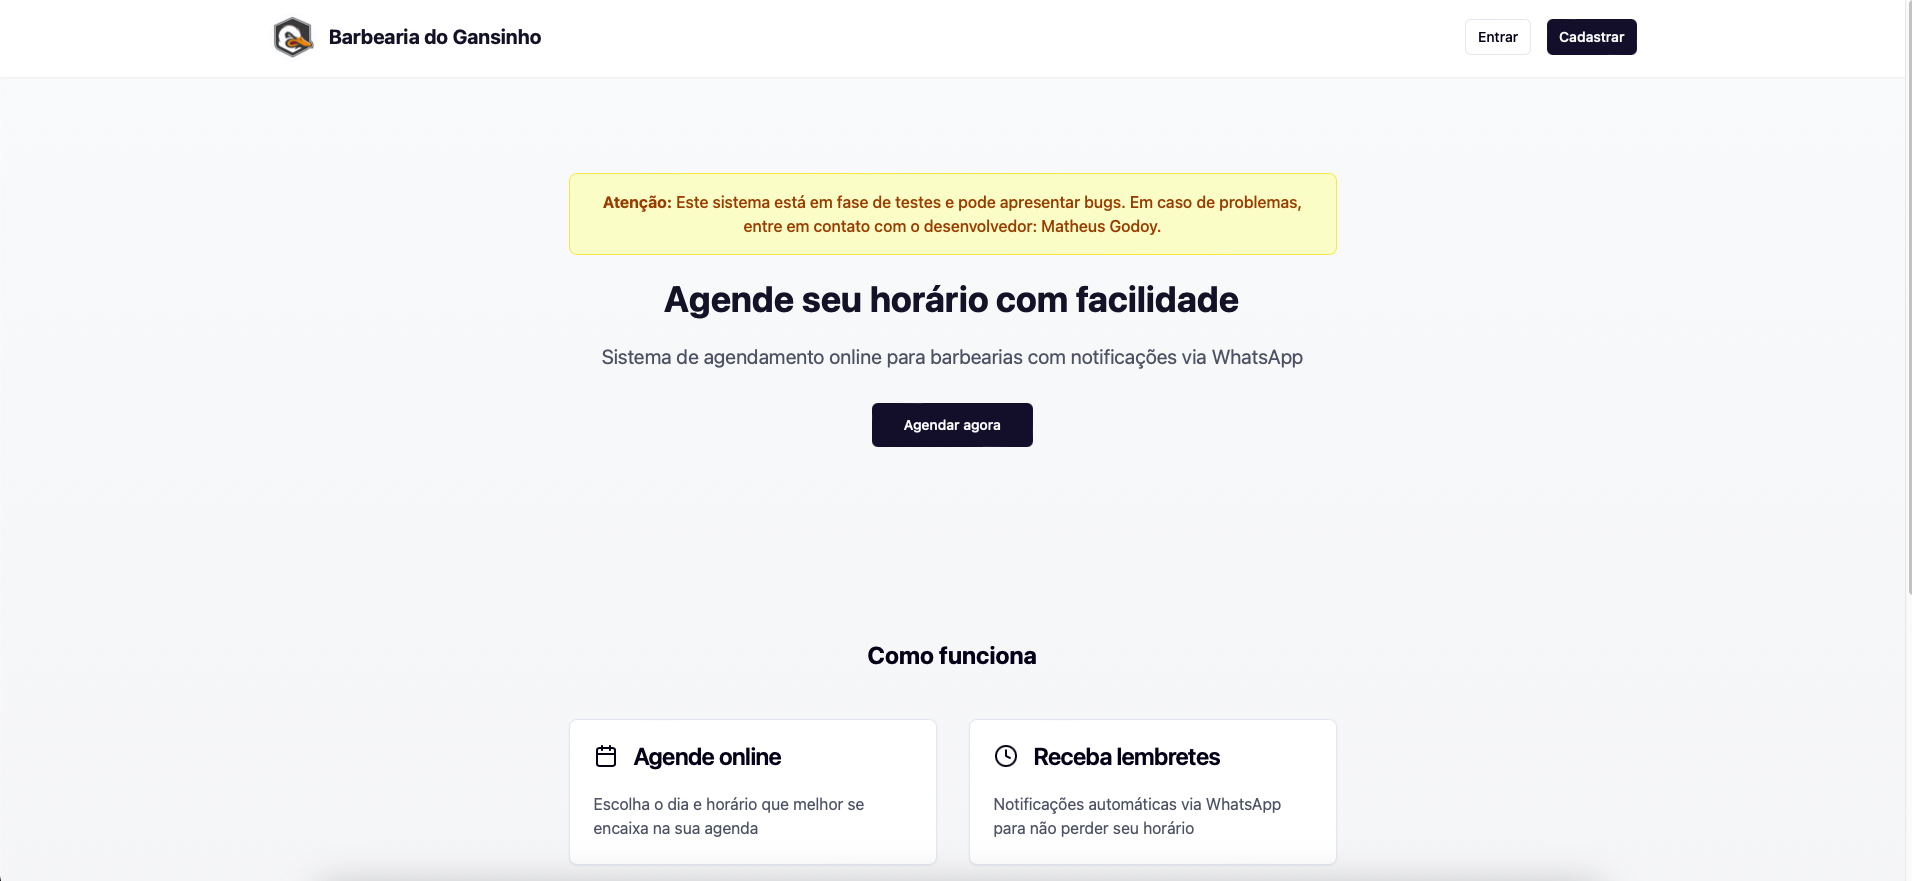 Barbearia do Gansinho
Entrar
Cadastrar
Atenção: Este sistema está em fase de testes e pode apresentar bugs. Em caso de problemas,
entre em contato com o desenvolvedor: Matheus Godoy.
Agende seu horário com facilidade
Sistema de agendamento online para barbearias com notificações via WhatsApp
Agendar agora
Como funciona
Agende online
Escolha o dia e horário que melhor se
encaixa na sua agenda
Receba lembretes
Notificações automáticas via WhatsApp
para não perder seu horário